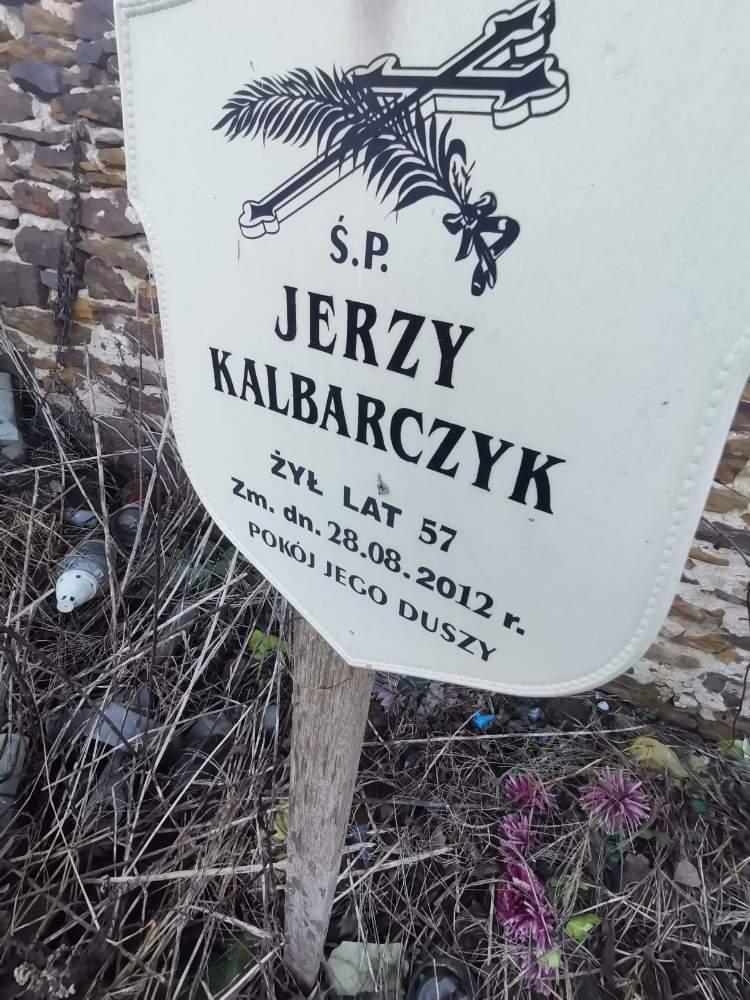 Ś.P.
JERZY
KALBARCZYK
ŻYŁ LAT 57
Zm. dn. 28.08.2012 r.
POKÓJ JEGO DUSZY